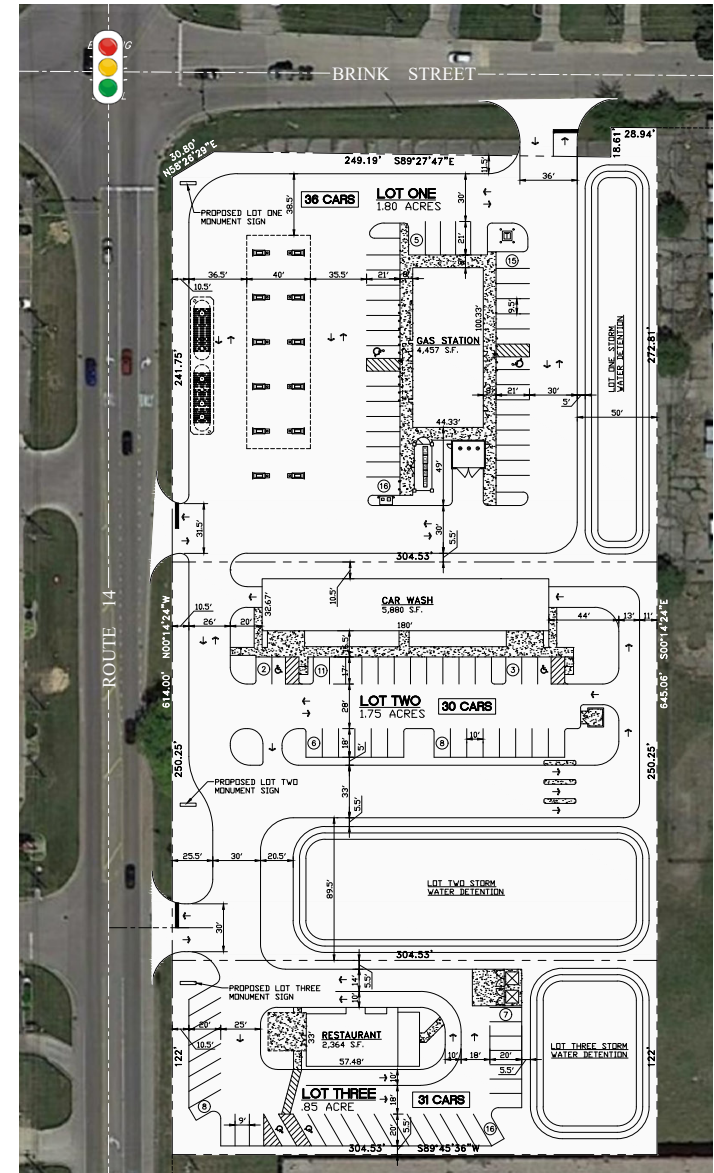 BRINK STREET
30.80'
N58°26'29"E
249.19' S89°27'47"E
11.5'
36'
18.61'
28.94'
PROPOSED LOT ONE
MONUMENT SIGN
38.5'
36 CARS
LOT ONE
1.80 ACRES
30'
5
21'
15
36.5'
40'
35.5'
21'
8'
10.5'
9.5'
100.33'
GAS STATION
4,457 S.F.
LOT ONE STORM
WATER DETENTION
272.81'
241.75'
21'
30'
5'
50'
44.33'
49'
16
31.5'
30'
5.5'
304.53'
ROUTE 14
614.00' N00°14'24"W
645.06' S00°14'24"E
10.5'
CAR WASH
5,880 S.F.
32.67'
180'
10.5'
26'
20'
44'
13'
11'
6.5'
17'
2
11
3
28'
LOT TWO
1.75 ACRES
30 CARS
6
8
10'
18'
5'
250.25'
250.25'
PROPOSED LOT TWO
MONUMENT SIGN
33'
5.5'
25.5'
30'
20.5'
89.5'
LOT TWO STORM
WATER DETENTION
30'
304.53'
PROPOSED LOT THREE
MONUMENT SIGN
14'
5.5'
10'
7
20'
25'
10.5'
RESTAURANT
2,364 S.F.
33'
57.48'
10'
18'
20'
5.5'
LOT THREE STORM
WATER DETENTION
122'
122'
LOT THREE
.85 ACRE
31 CARS
10'
18'
8
9'
16
20'
5.5'
304.53' S89°45'36"W